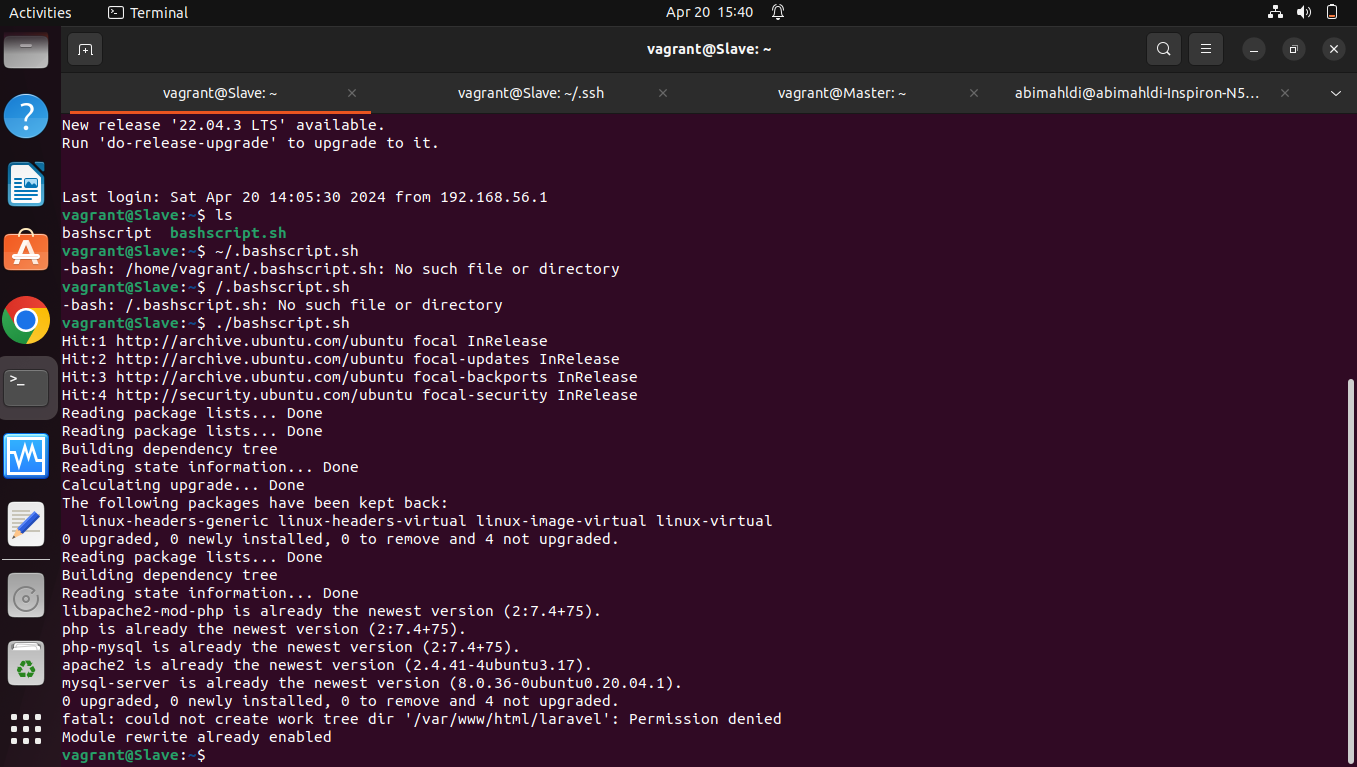 Activities Terminal Apr 20 15:40
vagrant@Slave: ~
vagrant@Slave: ~ vagrant@Slave: ~/.ssh vagrant@Master: ~ abimahldi@abimahldi-Inspiron-N5…
New release '22.04.3 LTS' available.
Run 'do-release-upgrade' to upgrade to it.
Last login: Sat Apr 20 14:05:30 2024 from 192.168.56.1
vagrant@Slave:~$ ls
bashscript  bashscript.sh
vagrant@Slave:~$ ~/.bashscript.sh
-bash: /home/vagrant/.bashscript.sh: No such file or directory
vagrant@Slave:~$ /.bashscript.sh
-bash: /.bashscript.sh: No such file or directory
vagrant@Slave:~$ ./bashscript.sh
Hit:1 http://archive.ubuntu.com/ubuntu focal InRelease
Hit:2 http://archive.ubuntu.com/ubuntu focal-updates InRelease
Hit:3 http://archive.ubuntu.com/ubuntu focal-backports InRelease
Hit:4 http://security.ubuntu.com/ubuntu focal-security InRelease
Reading package lists... Done
Reading package lists... Done
Building dependency tree
Reading state information... Done
Calculating upgrade... Done
The following packages have been kept back:
  linux-headers-generic linux-headers-virtual linux-image-virtual linux-virtual
0 upgraded, 0 newly installed, 0 to remove and 4 not upgraded.
Reading package lists... Done
Building dependency tree
Reading state information... Done
libapache2-mod-php is already the newest version (2:7.4+75).
php is already the newest version (2:7.4+75).
php-mysql is already the newest version (2:7.4+75).
apache2 is already the newest version (2.4.41-4ubuntu3.17).
mysql-server is already the newest version (8.0.36-0ubuntu0.20.04.1).
0 upgraded, 0 newly installed, 0 to remove and 4 not upgraded.
fatal: could not create work tree dir '/var/www/html/laravel': Permission denied
Module rewrite already enabled
vagrant@Slave:~$